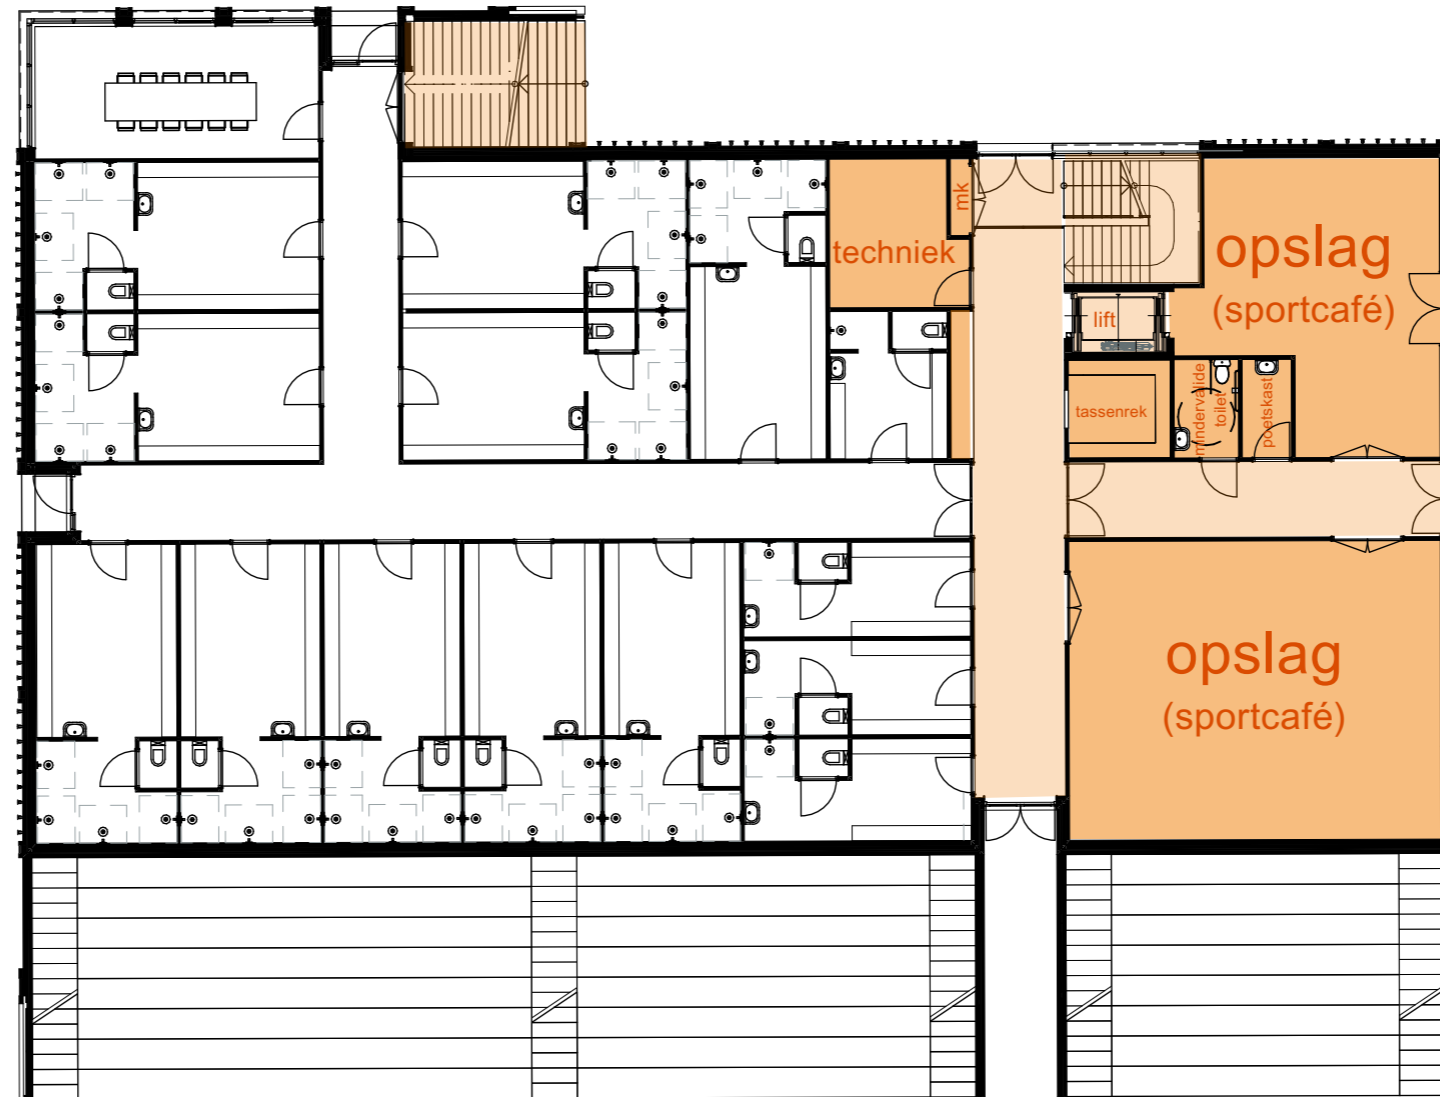 mk
techniek
opslag
(sportcafé)
lift
tassenrek
mindervalide
toilet
poetskast
opslag
(sportcafé)